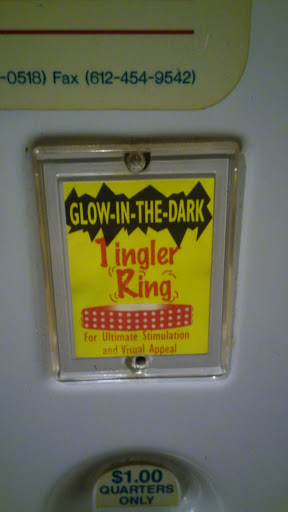 -0518) Fax (612-454-9542)
GLOW-IN-THE-DARK
Tingler
Ring
For Ultimate Stimulation
and Visual Appeal
$1.00
QUARTERS
ONLY